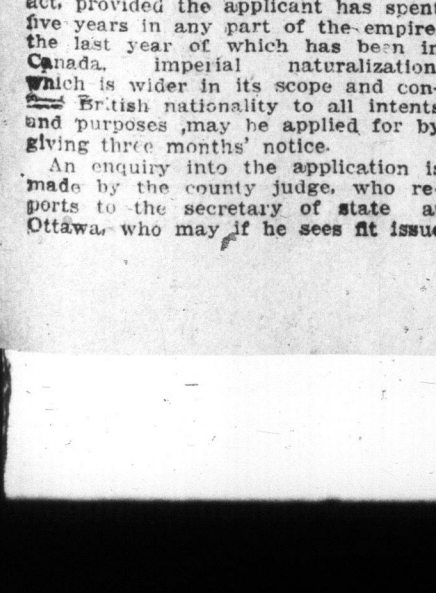 act, provided the applicant has spent
five years in any part of the empire
the last year of which has been in
Canada, imperial naturalization
which is wider in its scope and con-
British nationality to all intents
and purposes ,may be applied for by
giving three months' notice.
An enquiry into the application is
made by the county judge, who re-
ports to the secretary of state a
Ottawa, who may if he sees fit issue